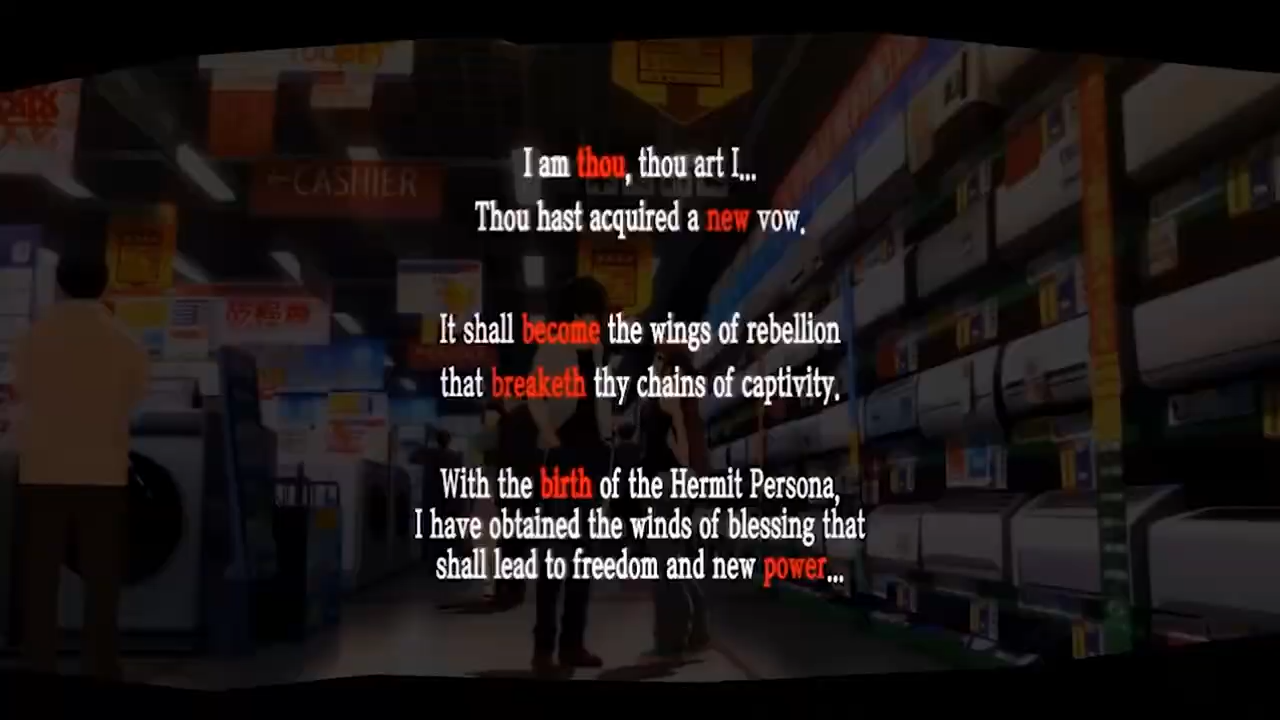 ←CASHIER
I am thou, thou art I...
Thou hast acquired a new vow.
It shall become the wings of rebellion
that breaketh thy chains of captivity.
With the birth of the Hermit Persona,
I have obtained the winds of blessing that
shall lead to freedom and new power...